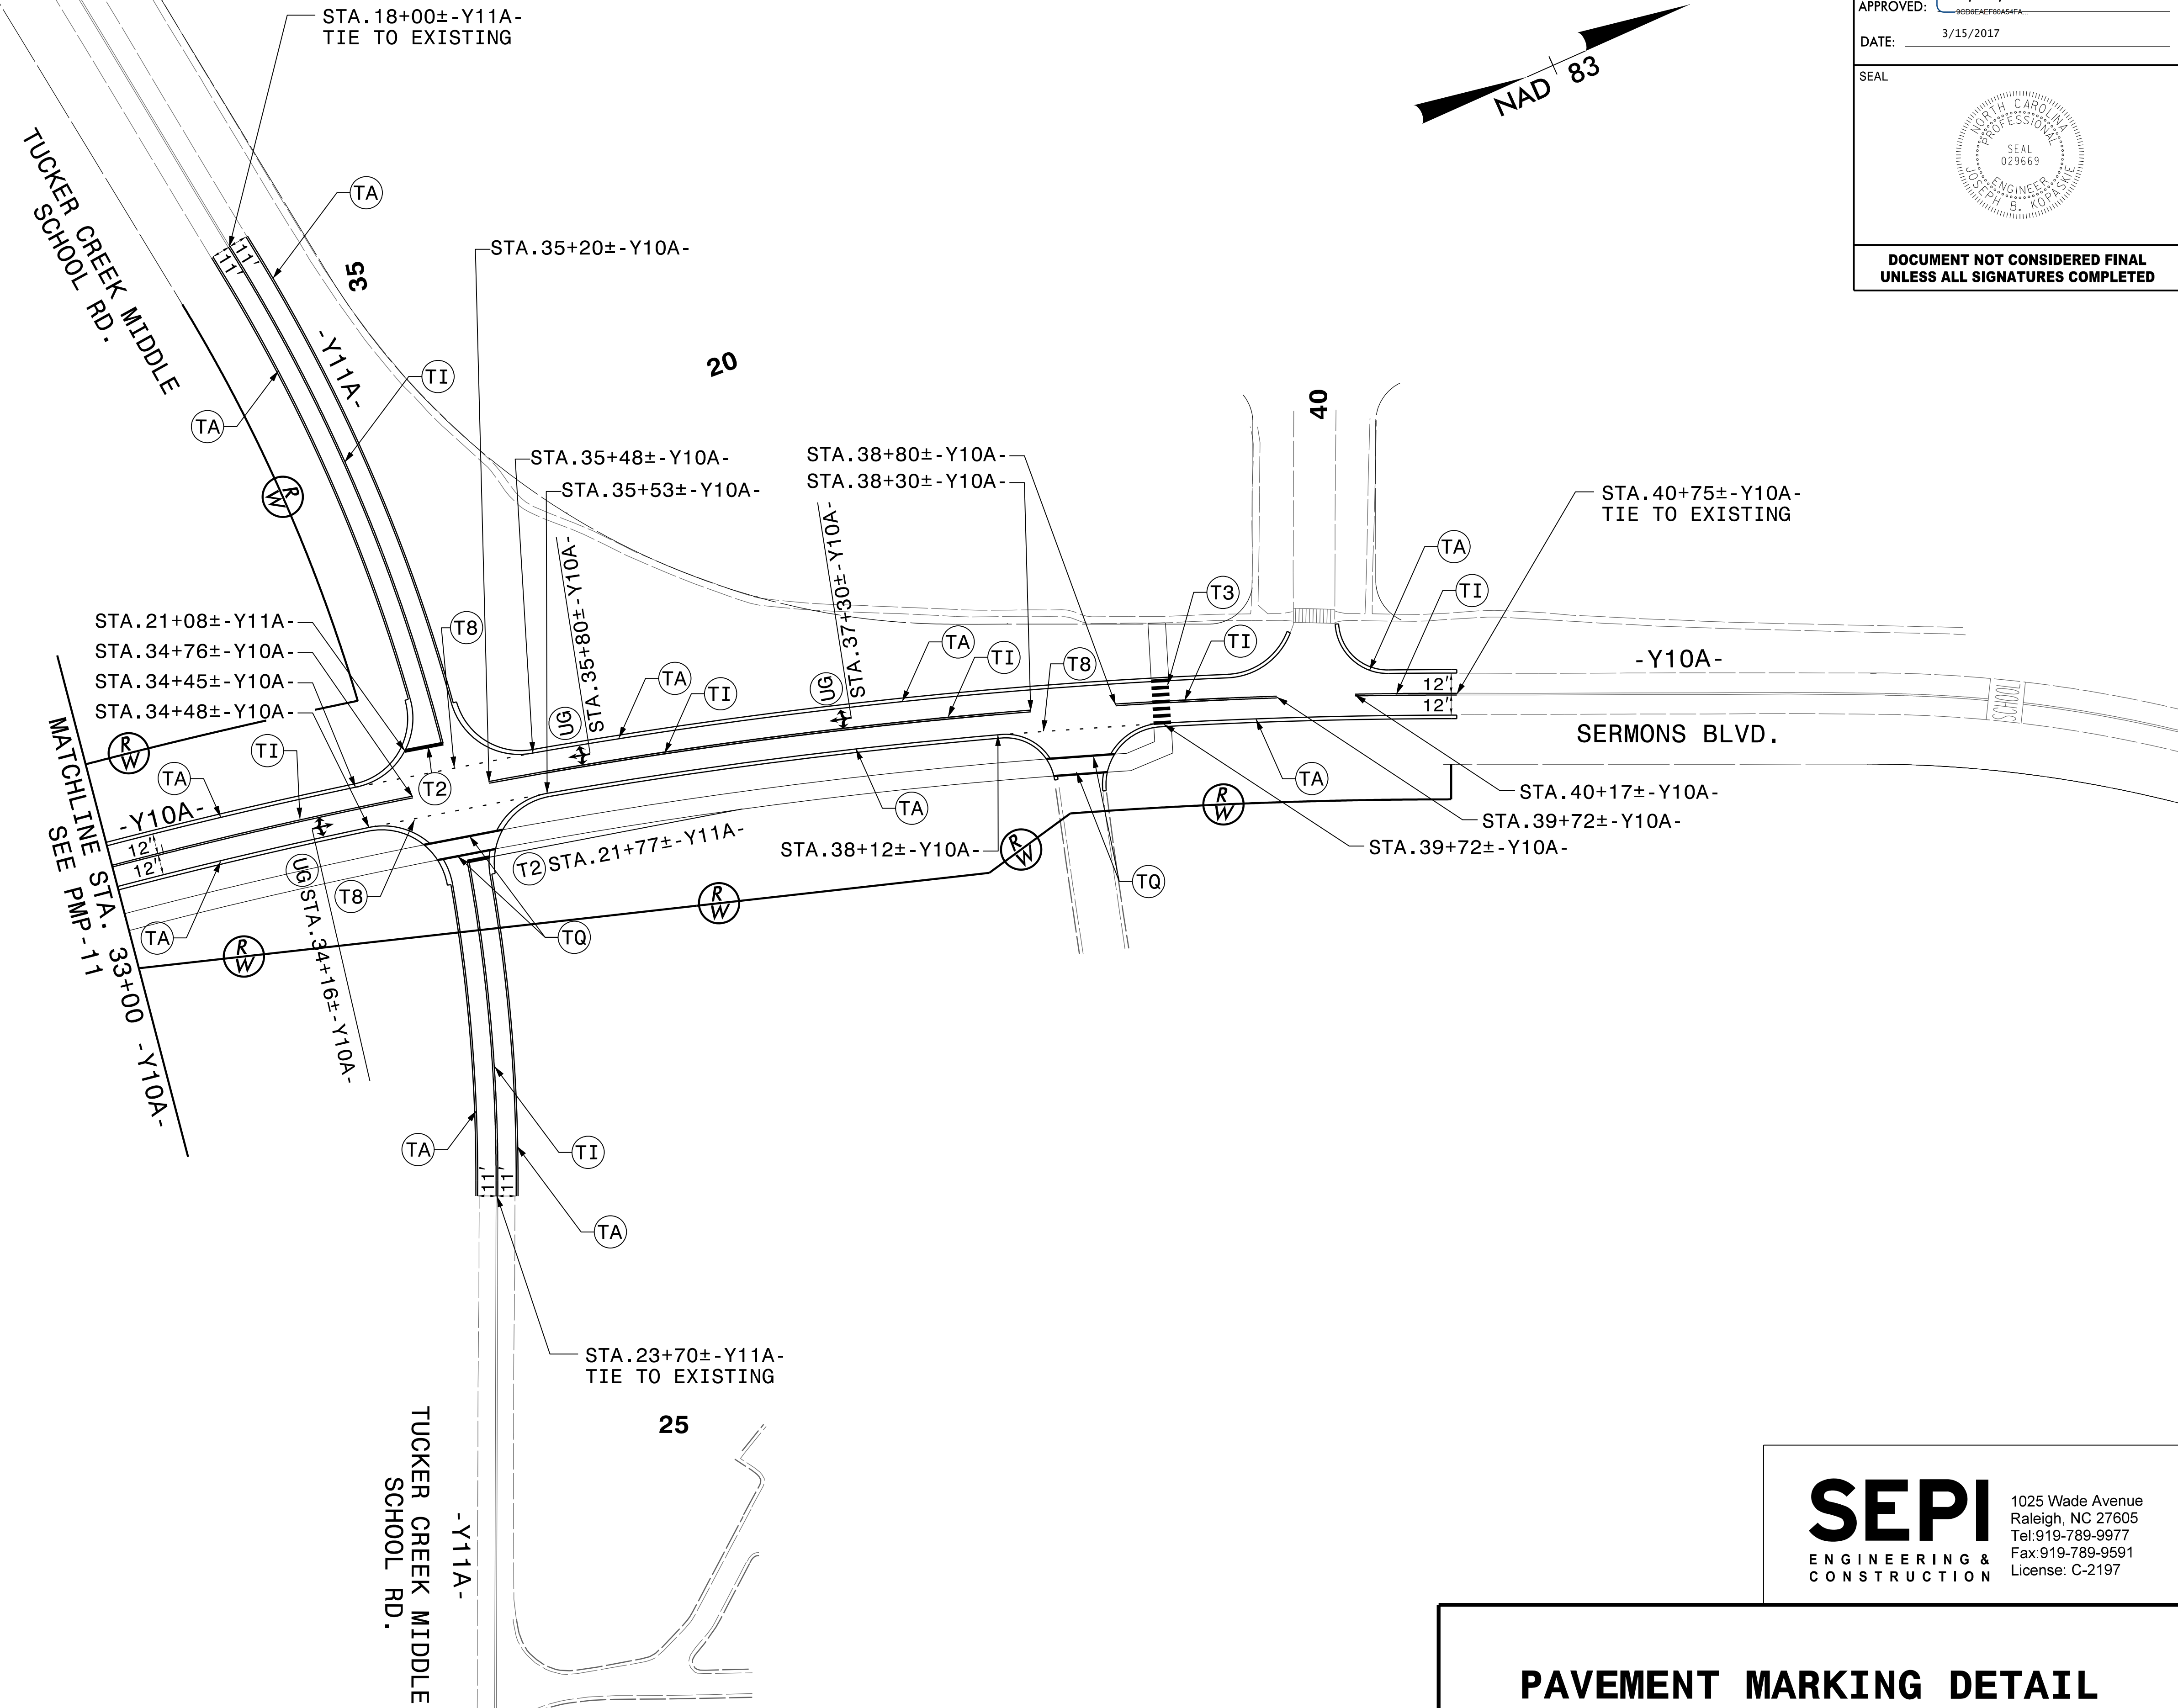 STA.18+00±-Y11A-
TIE TO EXISTING
NAD 83
APPROVED:
9CD6EAEF80A54FA...
DATE:
3/15/2017
SEAL
NORTH CAROLINA
PROFESSIONAL
SEAL
029669
ENGINEER
JOSEPH B. KOPASKIE
DOCUMENT NOT CONSIDERED FINAL
UNLESS ALL SIGNATURES COMPLETED
TUCKER CREEK MIDDLE
SCHOOL RD.
TA
11'
11'
35
STA.35+20±-Y10A-
-Y11A-
20
TI
TA
40
R
W
STA.35+48±-Y10A-
STA.35+53±-Y10A-
STA.38+80±-Y10A-
STA.38+30±-Y10A-
STA.40+75±-Y10A-
TIE TO EXISTING
TA
TI
STA.35+80±-Y10A-
UG
STA.37+30±-Y10A-
UG
T3
STA.21+08±-Y11A-
STA.34+76±-Y10A-
STA.34+45±-Y10A-
STA.34+48±-Y10A-
T8
TA
TI
TA
TI
T8
TI
-Y10A-
12'
12'
SCHOOL
SERMONS BLVD.
MATCHLINE STA. 33+00 -Y10A-
SEE PMP-11
R
W
TI
TA
T2
-Y10A-
12'
12'
TA
TA
R
W
STA.40+17±-Y10A-
STA.39+72±-Y10A-
STA.39+72±-Y10A-
STA.38+12±-Y10A-
R
W
T2
STA.21+77±-Y11A-
UG
STA.34+16±-Y10A-
T8
TQ
R
W
TA
TQ
R
W
TA
TI
11'
11'
TA
STA.23+70±-Y11A-
TIE TO EXISTING
25
TUCKER CREEK MIDDLE
SCHOOL RD.
-Y11A-
SEPI
ENGINEERING &
CONSTRUCTION
1025 Wade Avenue
Raleigh, NC 27605
Tel:919-789-9977
Fax:919-789-9591
License: C-2197
PAVEMENT MARKING DETAIL